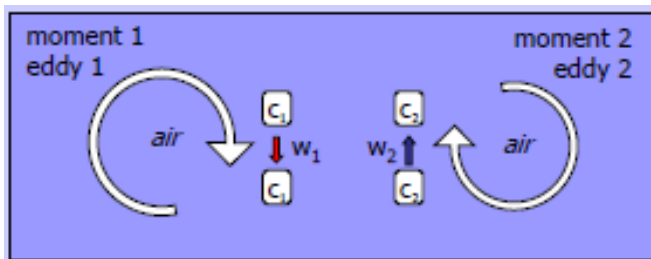 moment 1
eddy 1
moment 2
eddy 2
air
C₁
w₁
C₁
C₂
w₂
C₂
air